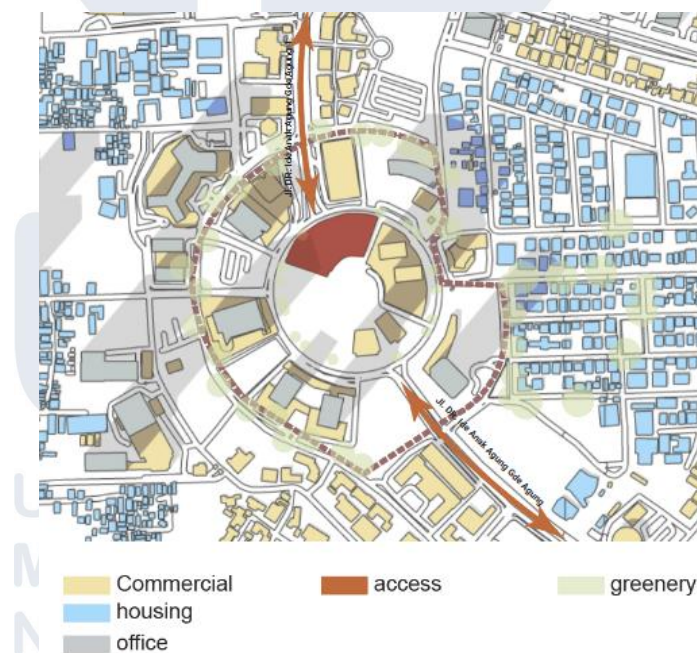 Jl. DR. Ide Anak Agung Gde Agung
Jl. DR. Ide Anak Agung Gde Agung
Commercial
access
greenery
housing
office
U
M
N